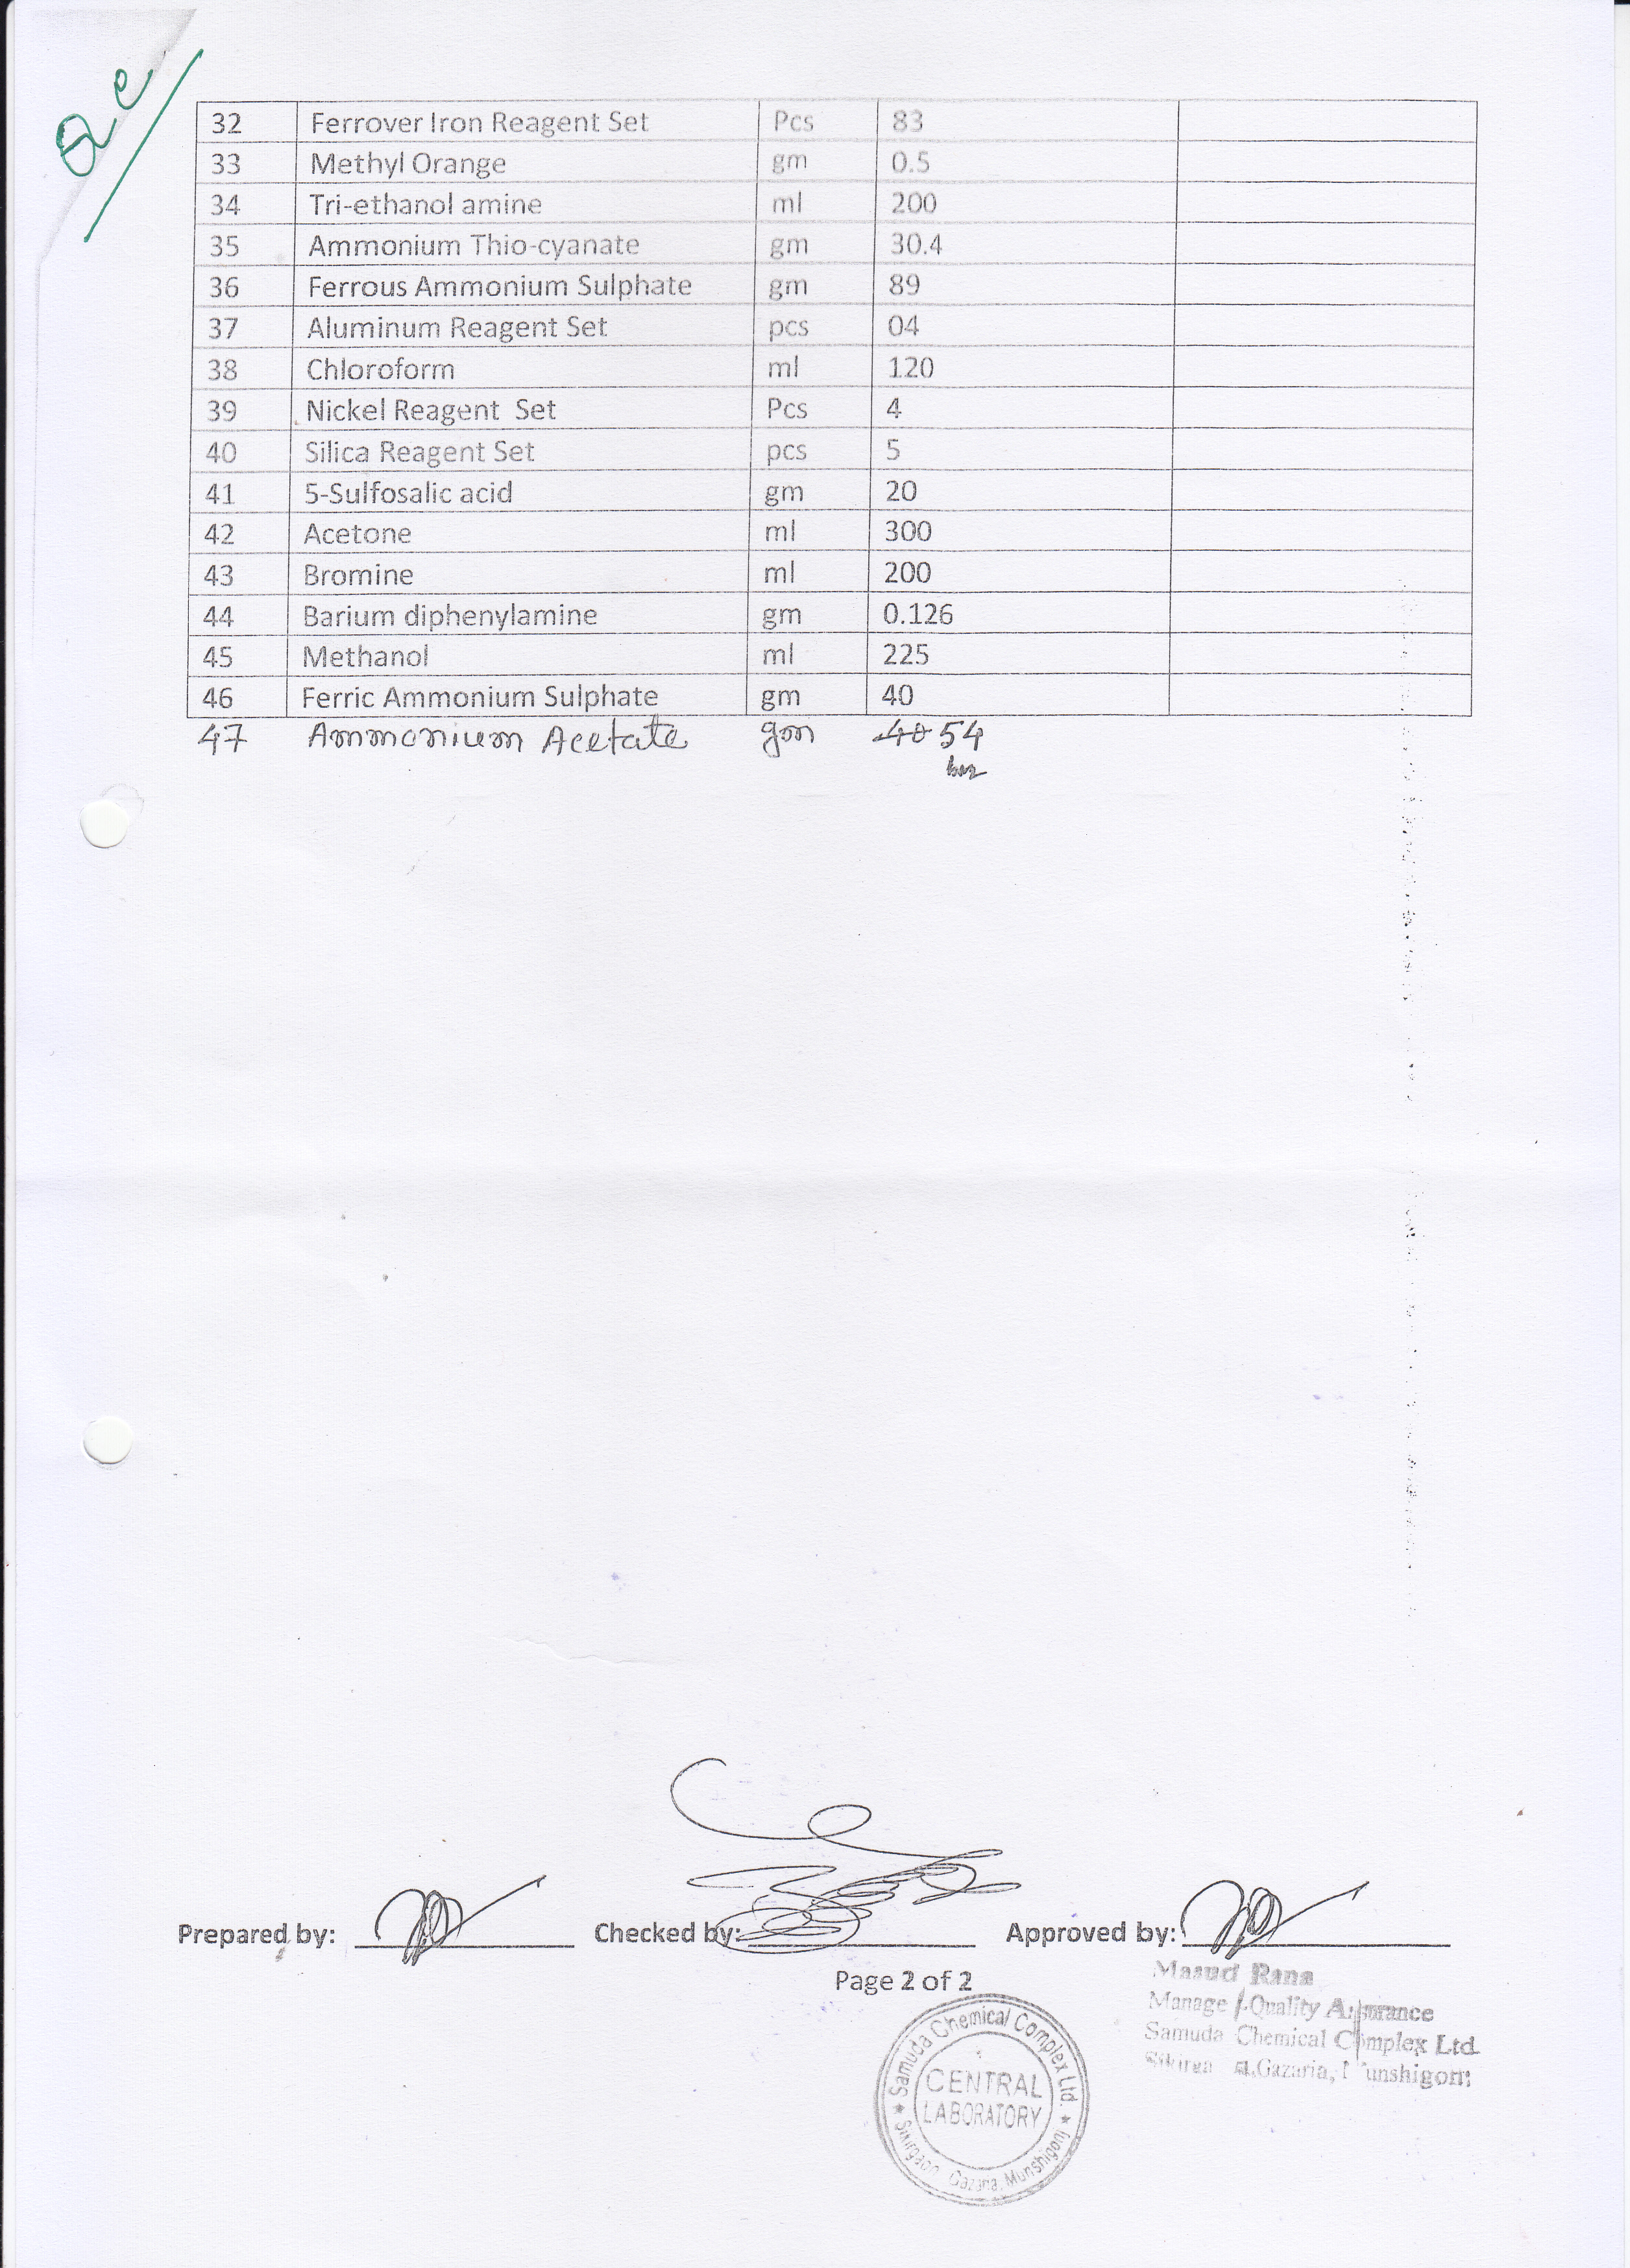 Qc
32 Ferrover Iron Reagent Set Pcs 83
33 Methyl Orange gm 0.5
34 Tri-ethanol amine ml 200
35 Ammonium Thio-cyanate gm 30.4
36 Ferrous Ammonium Sulphate gm 89
37 Aluminum Reagent Set pcs 04
38 Chloroform ml 120
39 Nickel Reagent Set Pcs 4
40 Silica Reagent Set pcs 5
41 5-Sulfosalic acid gm 20
42 Acetone ml 300
43 Bromine ml 200
44 Barium diphenylamine gm 0.126
45 Methanol ml 225
46 Ferric Ammonium Sulphate gm 40
47 Ammonium Acetate gm 40 54
Prepared by: Checked by: Approved by:
Page 2 of 2
Masud Rana
Manager Quality Assurance
Samuda Chemical Complex Ltd.
Gazaria, Munshigonj
Samuda Chemical Complex Ltd.
CENTRAL
LABORATORY
Gazaria, Munshigonj